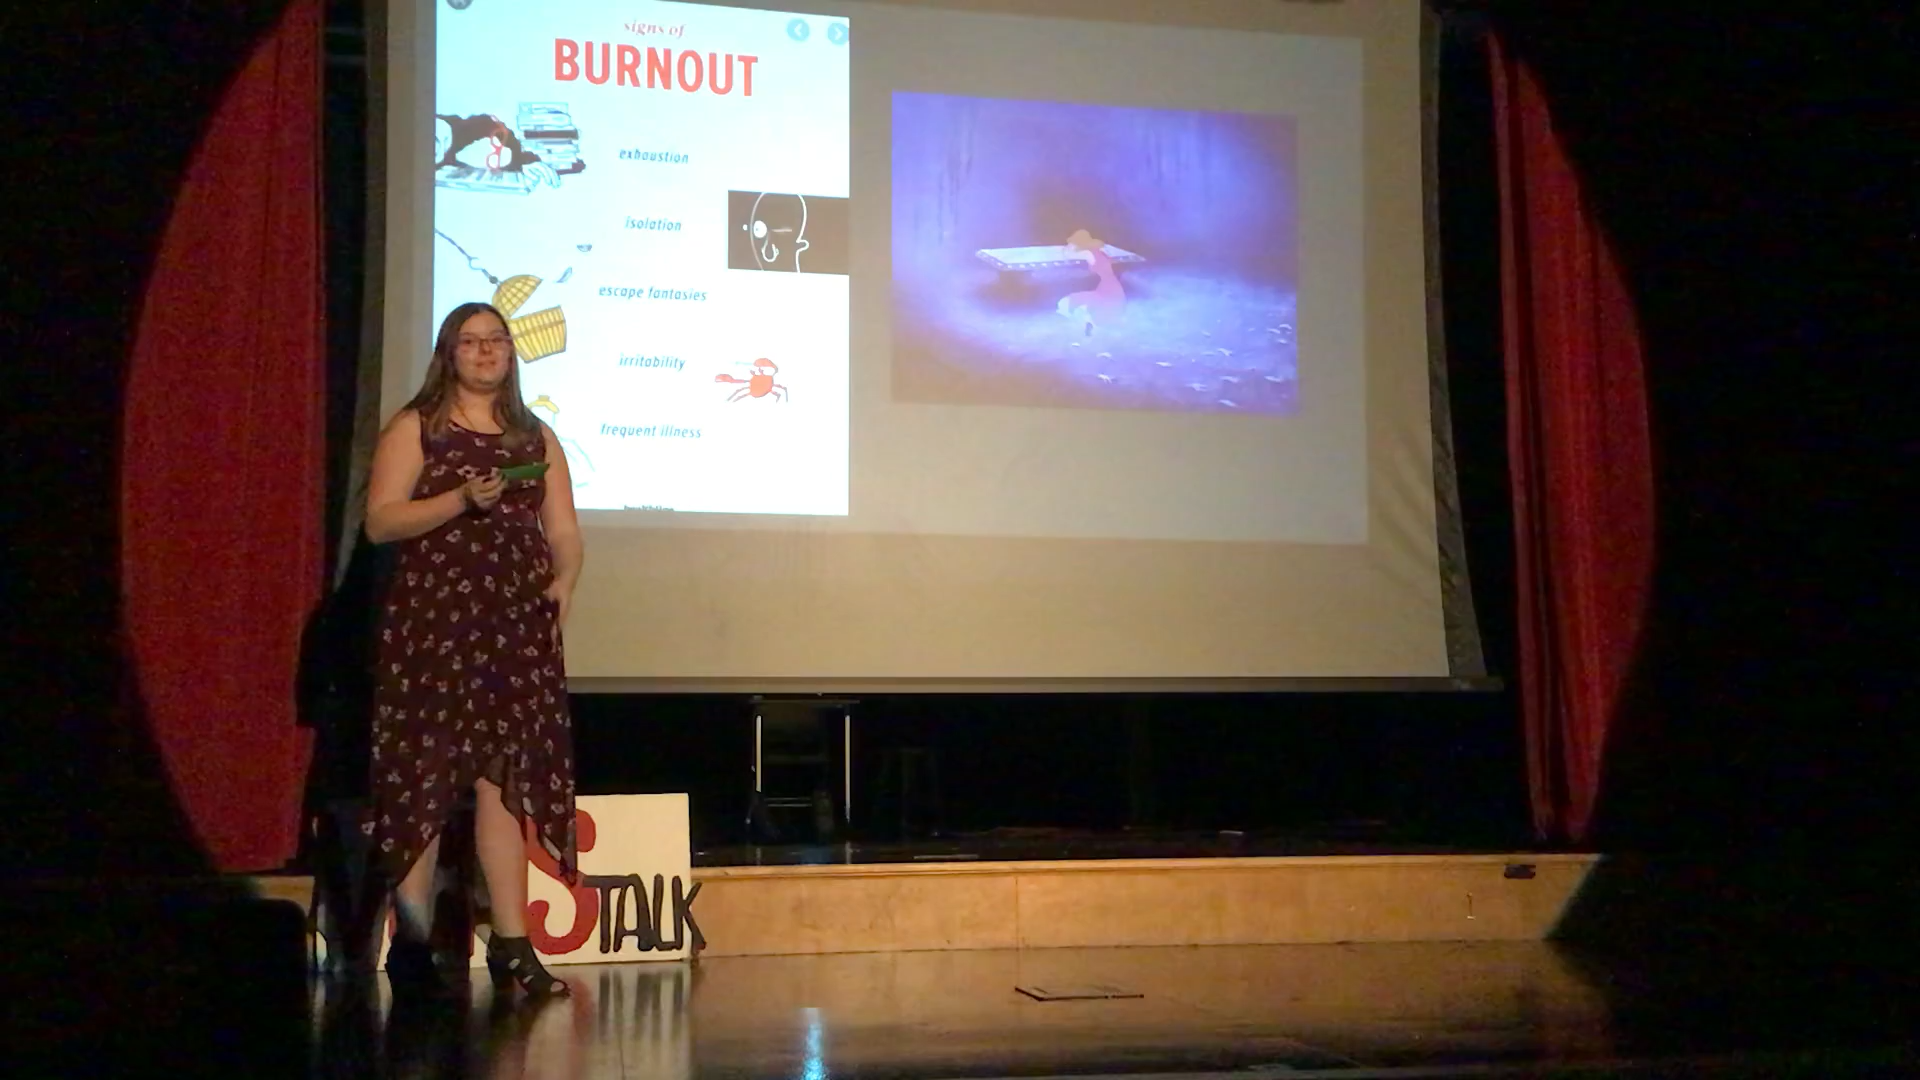 signs of
BURNOUT
exhaustion
isolation
escape fantasies
irritability
frequent illness
STALK